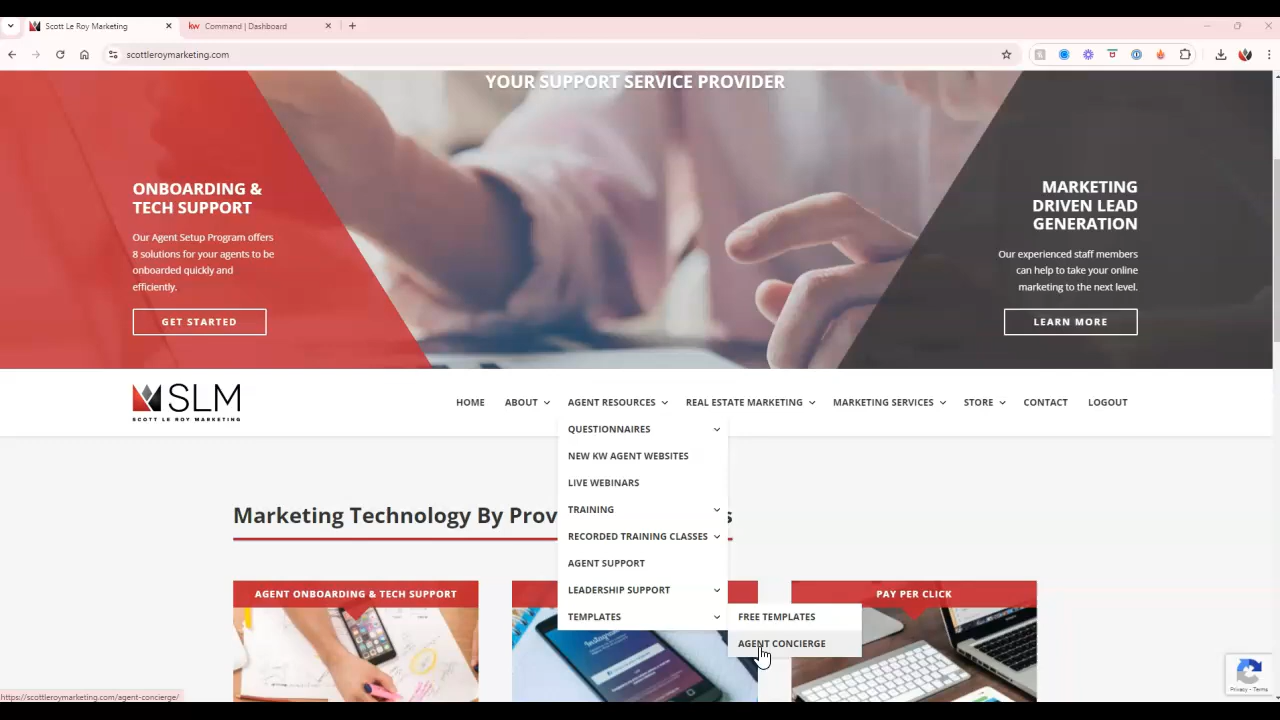 Scott Le Roy Marketing
kw Command | Dashboard
scottleroymarketing.com
YOUR SUPPORT SERVICE PROVIDER
ONBOARDING &
TECH SUPPORT
Our Agent Setup Program offers
8 solutions for your agents to be
onboarded quickly and
efficiently.
GET STARTED
MARKETING
DRIVEN LEAD
GENERATION
Our experienced staff members
can help to take your online
marketing to the next level.
LEARN MORE
SLM
SCOTT LE ROY MARKETING
HOME ABOUT AGENT RESOURCES REAL ESTATE MARKETING MARKETING SERVICES STORE CONTACT LOGOUT
QUESTIONNAIRES
NEW KW AGENT WEBSITES
LIVE WEBINARS
TRAINING
RECORDED TRAINING CLASSES
AGENT SUPPORT
LEADERSHIP SUPPORT
TEMPLATES
FREE TEMPLATES
AGENT CONCIERGE
Marketing Technology By Prov
s
AGENT ONBOARDING & TECH SUPPORT
PAY PER CLICK
Instagram
Privacy - Terms
https://scottleroymarketing.com/agent-concierge/